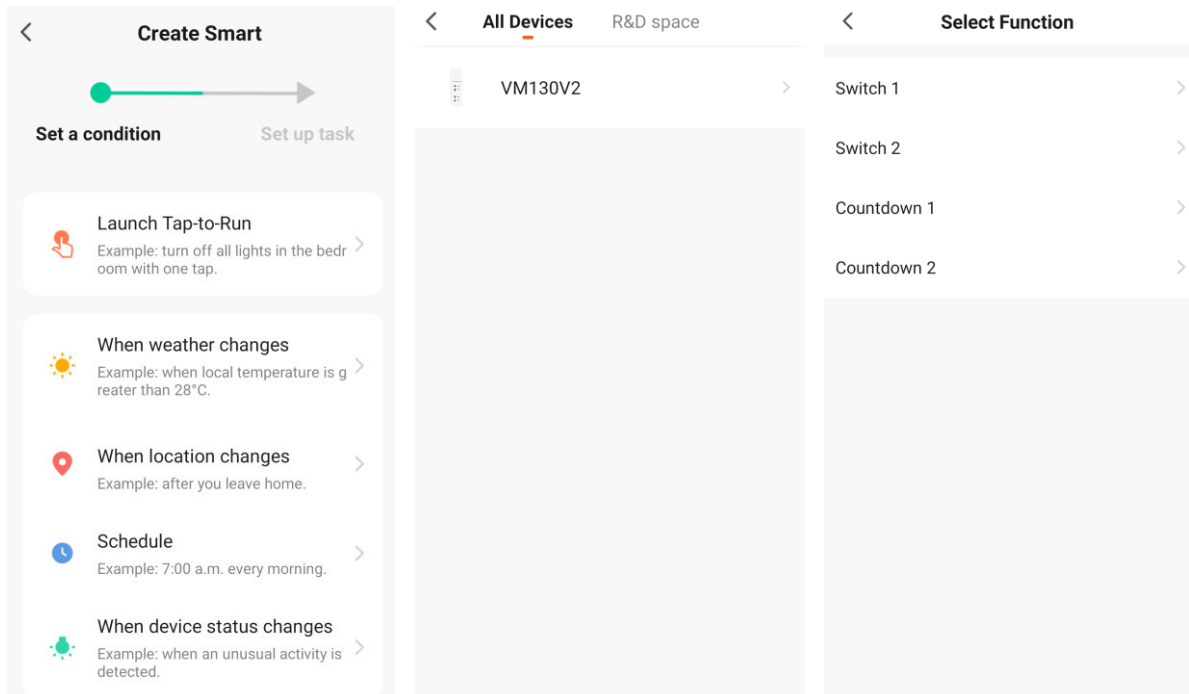 Create Smart
Set a condition
Set up task
Launch Tap-to-Run
Example: turn off all lights in the bedr
oom with one tap.
When weather changes
Example: when local temperature is g
reater than 28°C.
When location changes
Example: after you leave home.
Schedule
Example: 7:00 a.m. every morning.
When device status changes
Example: when an unusual activity is
detected.
All Devices
R&D space
VM130V2
Select Function
Switch 1
Switch 2
Countdown 1
Countdown 2